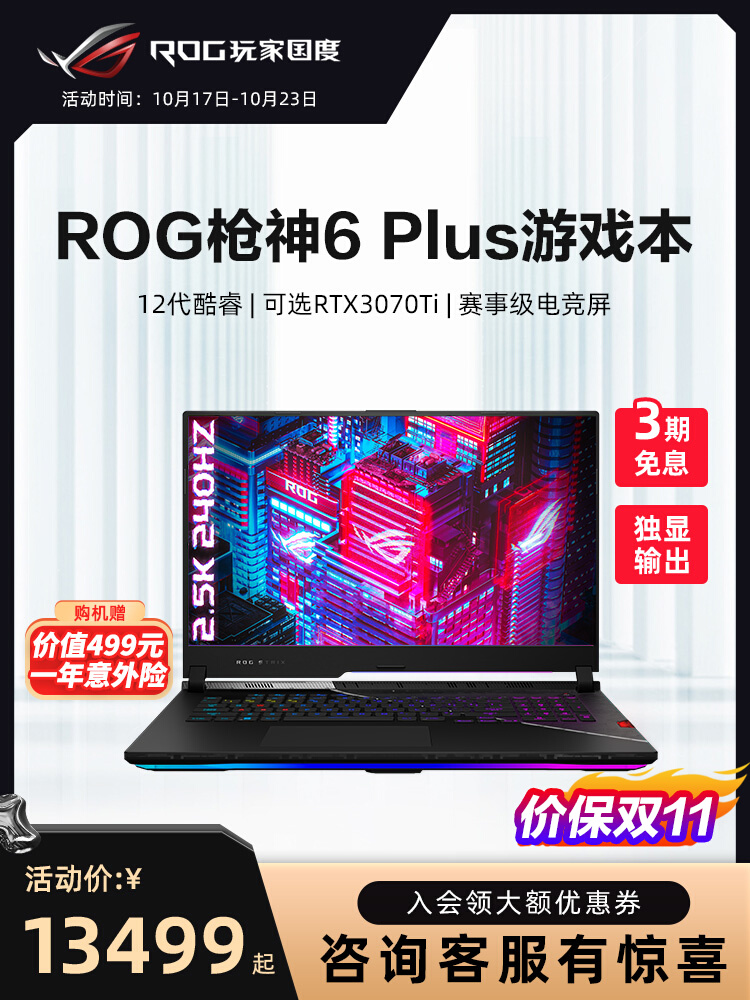 ROG玩家国度
活动时间：10月17日-10月23日
ROG枪神6 Plus游戏本
12代酷睿 | 可选RTX3070Ti | 赛事级电竞屏
3期
免息
独显
输出
2.5K 240HZ
ROG
ROG STRIX
购机赠
价值499元
一年意外险
价保双11
活动价:¥
13499起
入会领大额优惠券
咨询客服有惊喜